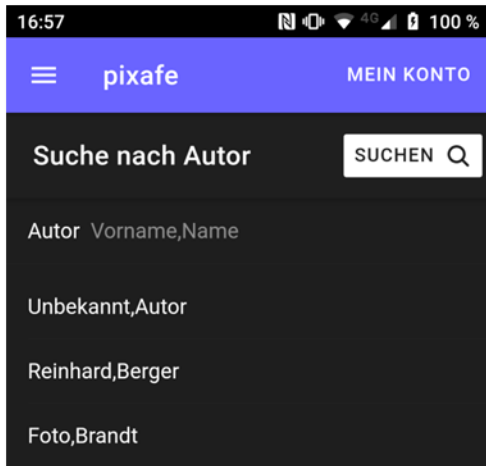 16:57 4G 100 %
pixafe MEIN KONTO
Suche nach Autor SUCHEN
Autor Vorname,Name
Unbekannt,Autor
Reinhard,Berger
Foto,Brandt